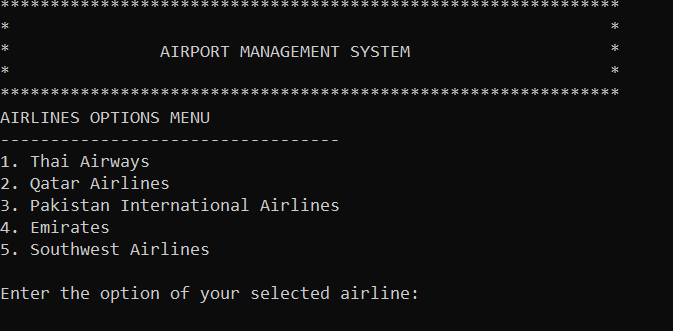 **************************************************************
*                                                            *
*               AIRPORT MANAGEMENT SYSTEM                    *
*                                                            *
**************************************************************
AIRLINES OPTIONS MENU
----------------------------------
1. Thai Airways
2. Qatar Airlines
3. Pakistan International Airlines
4. Emirates
5. Southwest Airlines
Enter the option of your selected airline: